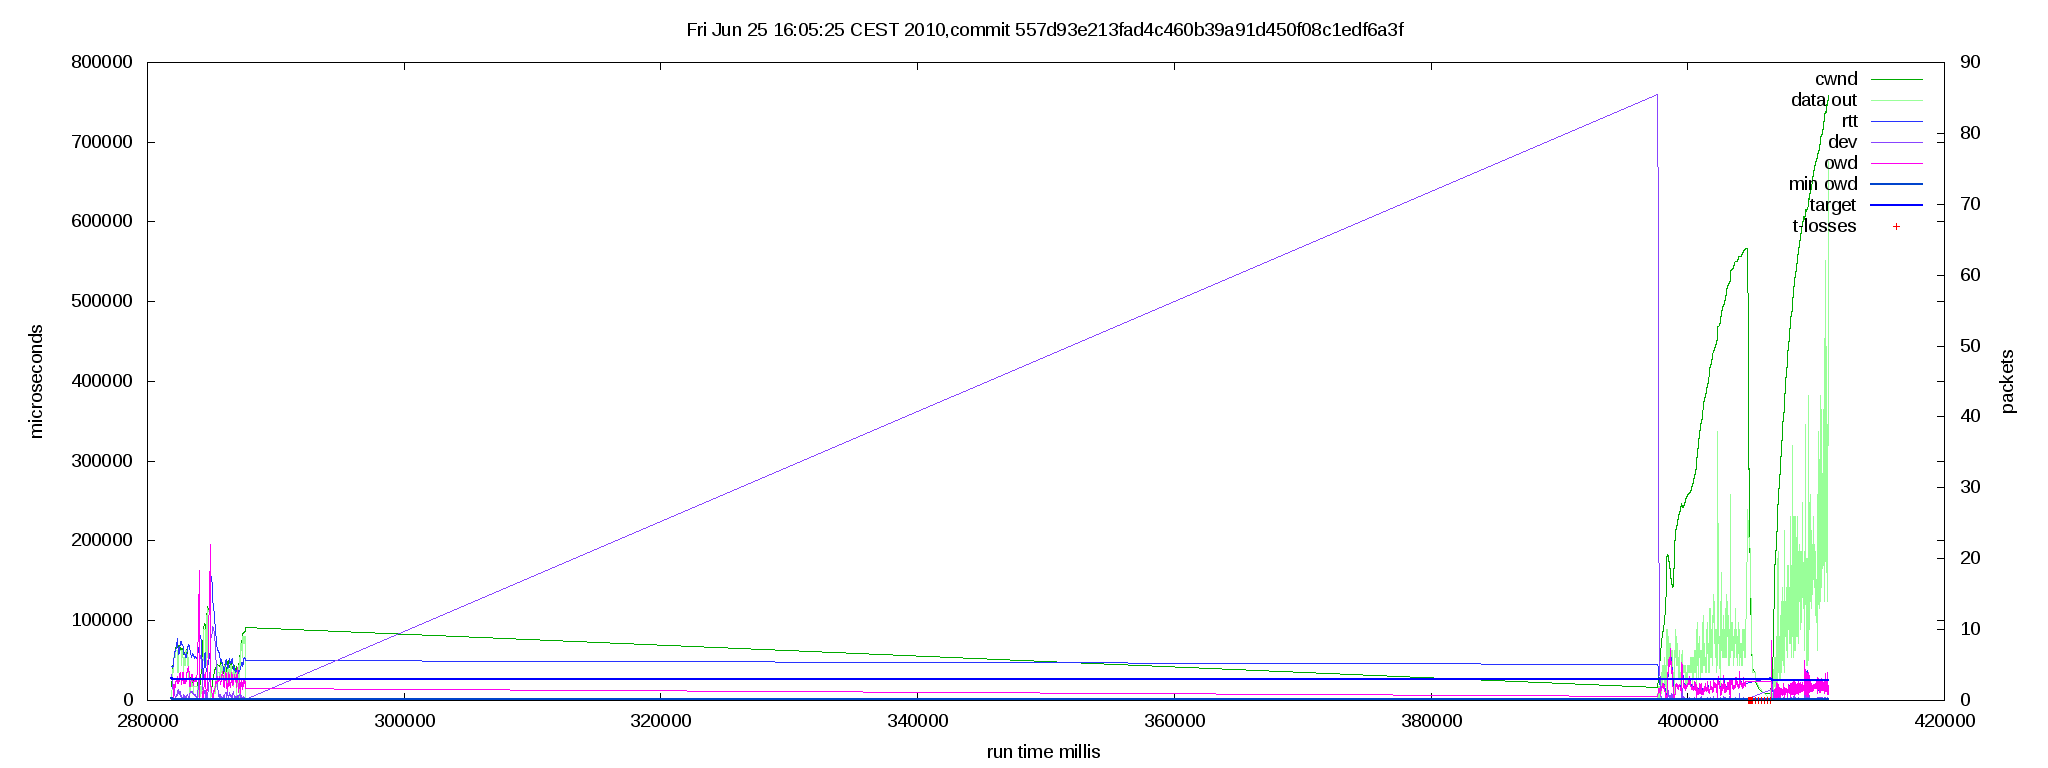 Fri Jun 25 16:05:25 CEST 2010,commit 557d93e213fad4c460b39a91d450f08c1edf6a3f
800000
700000
600000
500000
400000
300000
200000
100000
0
microseconds
90
80
70
60
50
40
30
20
10
0
packets
cwnd
data out
rtt
dev
owd
min owd
target
t-losses
280000
300000
320000
340000
360000
380000
400000
420000
run time millis